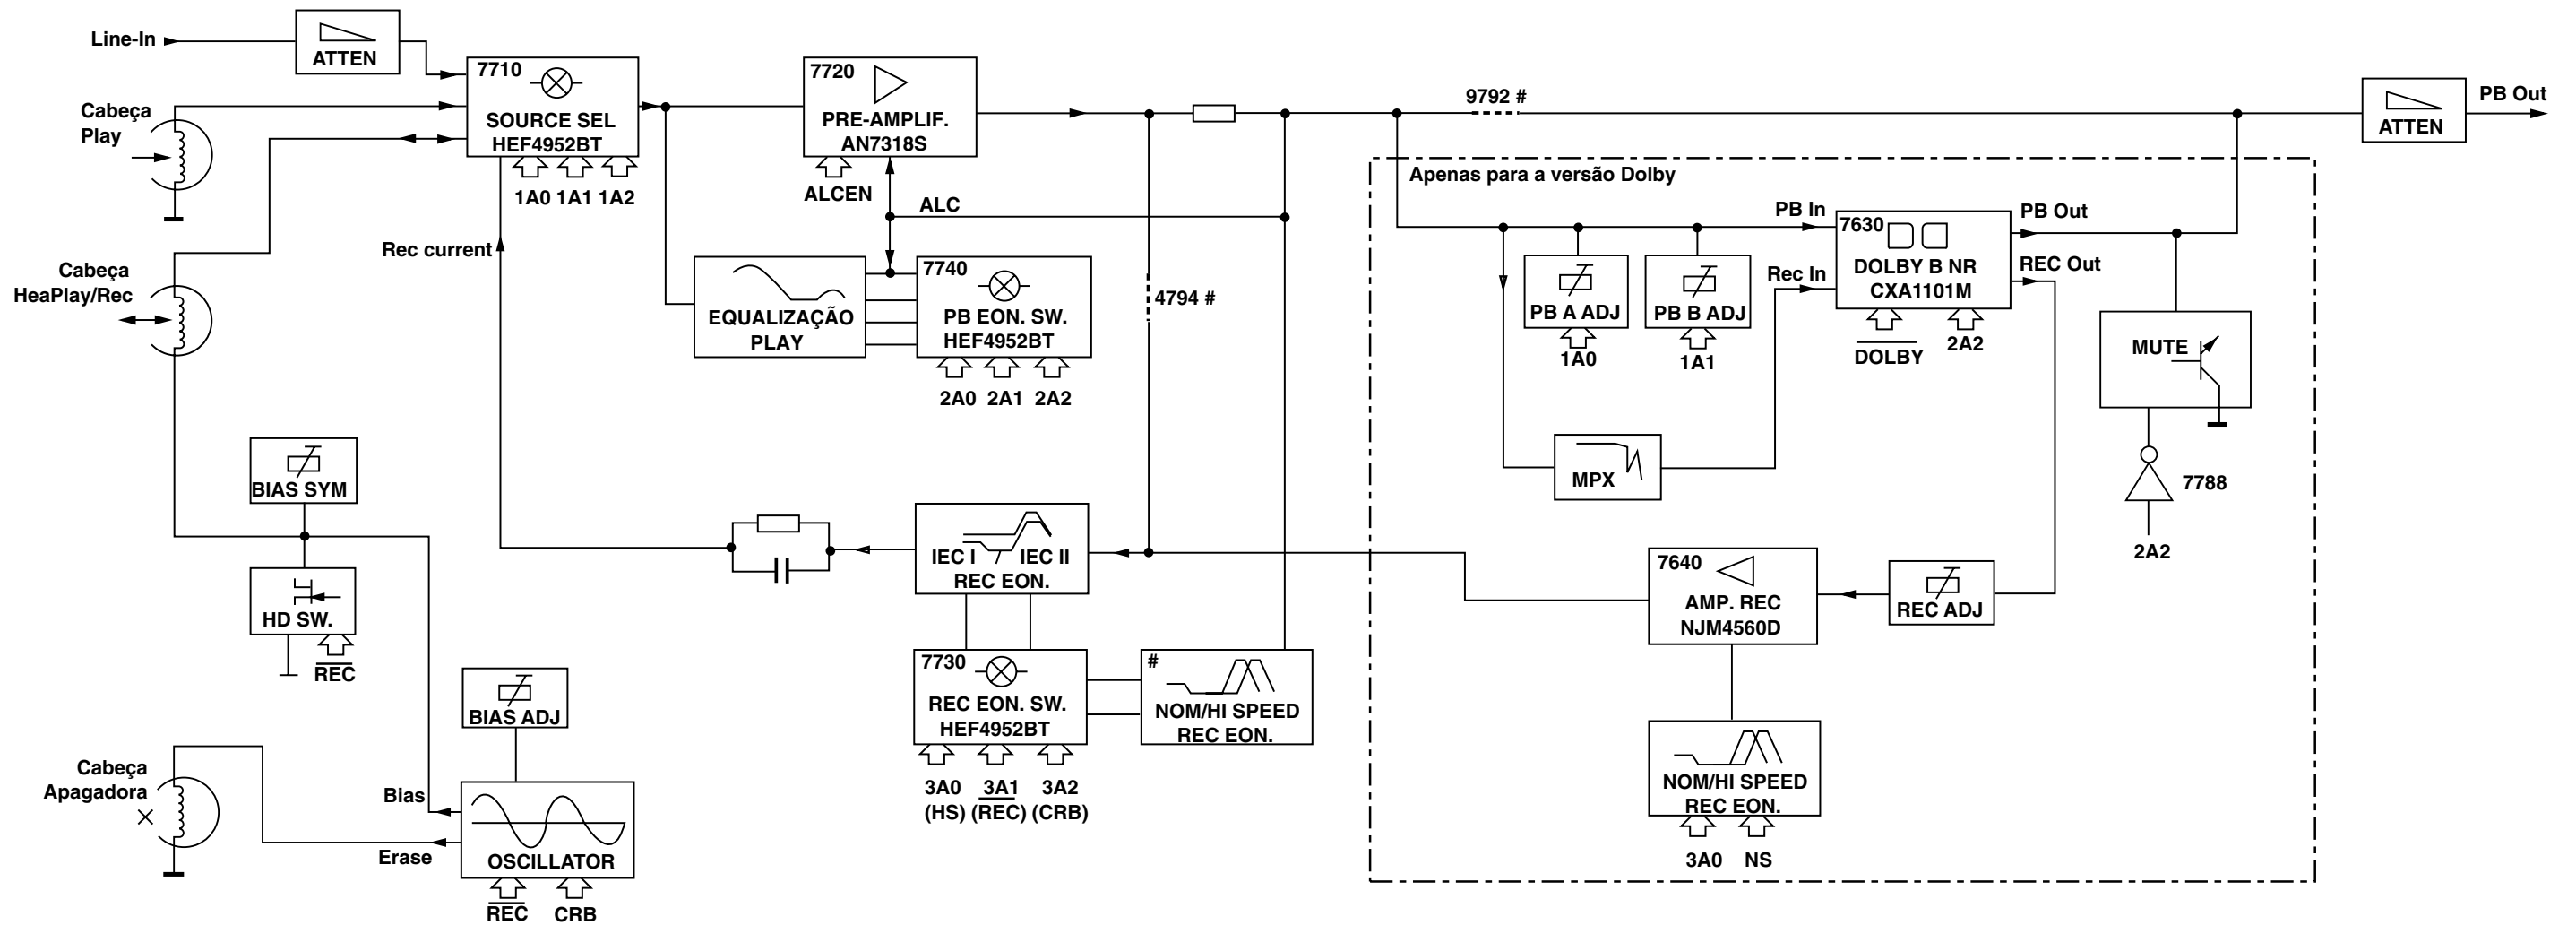 Line-In
ATTEN
7710
SOURCE SEL
HEF4952BT
1A0 1A1 1A2
Cabeça
Play
7720
PRE-AMPLIF.
AN7318S
ALCEN
ALC
9792 #
ATTEN
PB Out
Apenas para a versão Dolby
PB In
7630
DOLBY B NR
CXA1101M
PB Out
REC Out
Rec In
DOLBY
2A2
PB A ADJ
1A0
PB B ADJ
1A1
MUTE
7788
2A2
MPX
Rec current
Cabeça
HeaPlay/Rec
EQUALIZAÇÃO
PLAY
7740
PB EON. SW.
HEF4952BT
2A0 2A1 2A2
4794 #
BIAS SYM
HD SW.
REC
IEC I IEC II
REC EON.
7730
REC EON. SW.
HEF4952BT
3A0 3A1 3A2
(HS) (REC) (CRB)
#
NOM/HI SPEED
REC EON.
7640
AMP. REC
NJM4560D
REC ADJ
NOM/HI SPEED
REC EON.
3A0 NS
BIAS ADJ
Cabeça
Apagadora
Bias
Erase
OSCILLATOR
REC CRB